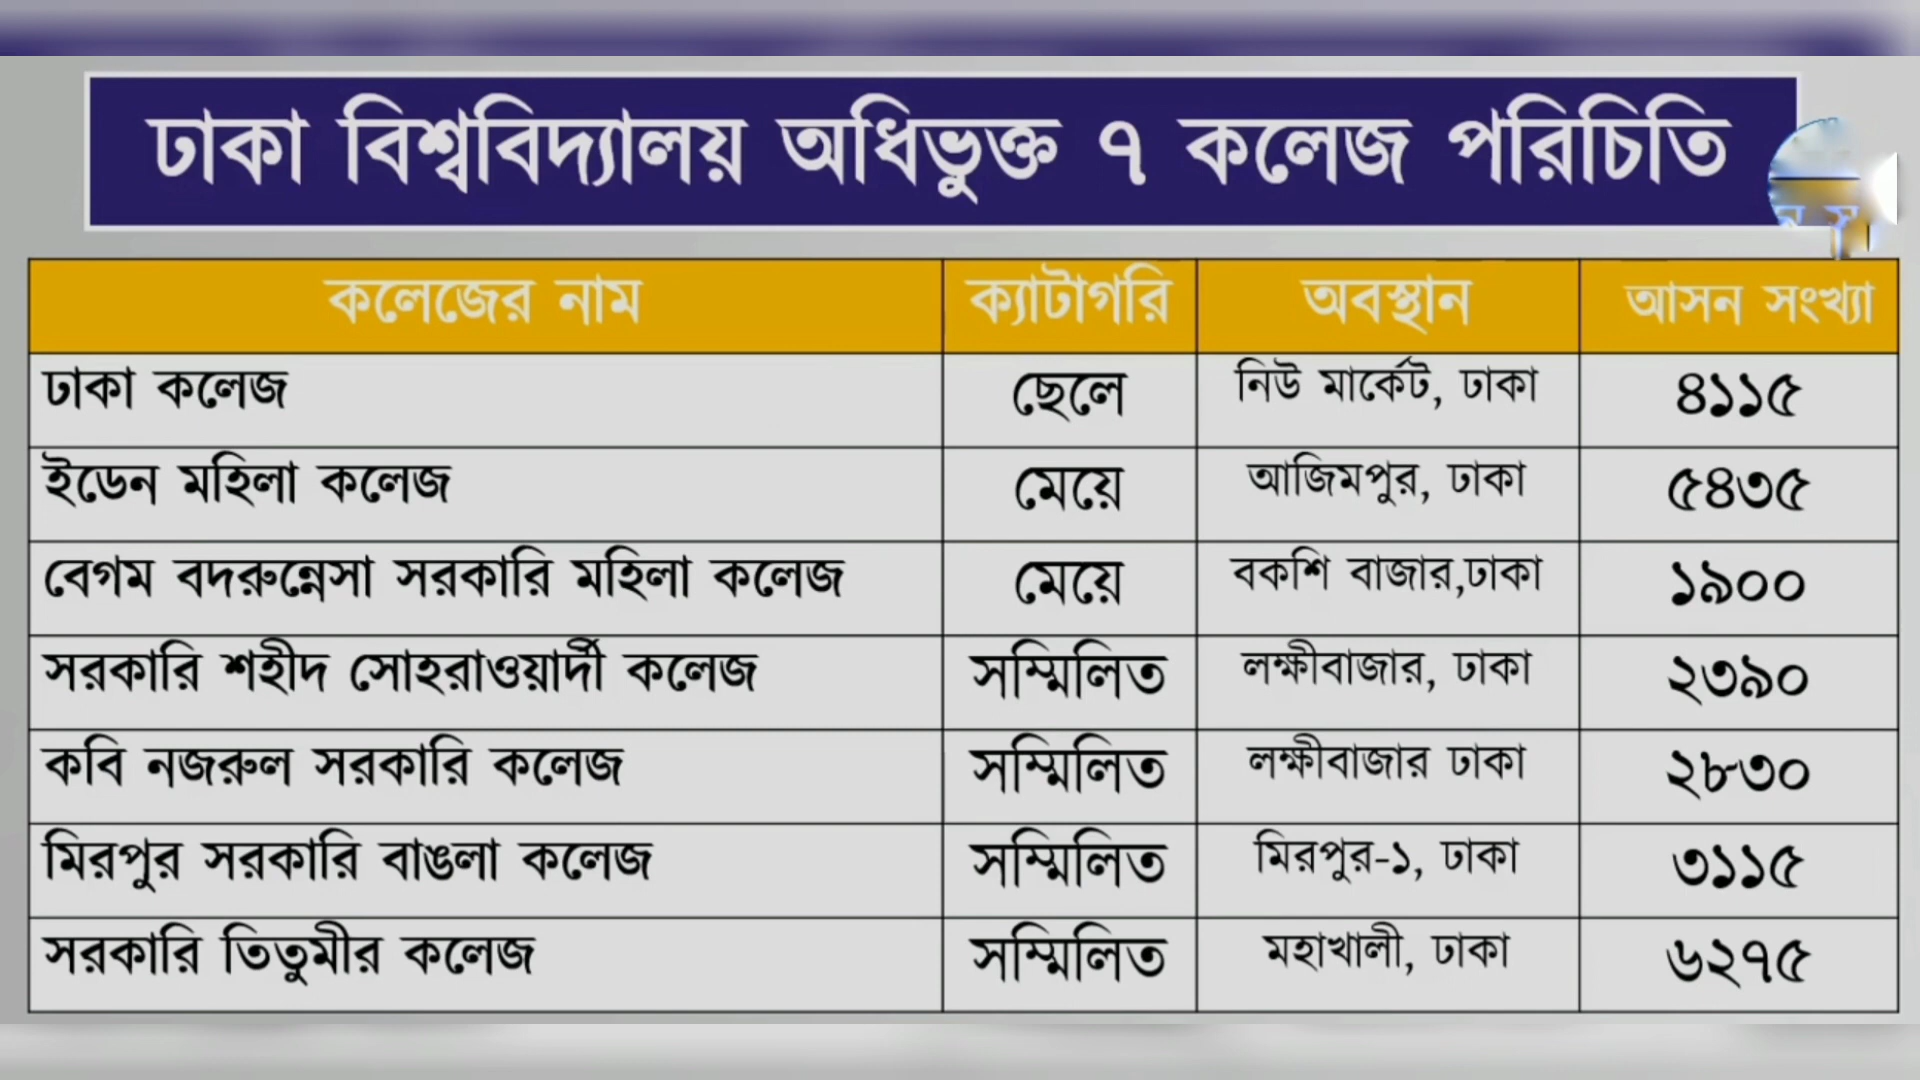 ঢাকা বিশ্ববিদ্যালয় অধিভুক্ত ৭ কলেজ পরিচিতি
কলেজের নাম ক্যাটাগরি অবস্থান আসন সংখ্যা
ঢাকা কলেজ ছেলে নিউ মার্কেট, ঢাকা ৪১১৫
ইডেন মহিলা কলেজ মেয়ে আজিমপুর, ঢাকা ৫৪৩৫
বেগম বদরুন্নেসা সরকারি মহিলা কলেজ মেয়ে বকশি বাজার,ঢাকা ১৯০০
সরকারি শহীদ সোহরাওয়ার্দী কলেজ সম্মিলিত লক্ষীবাজার, ঢাকা ২৩৯০
কবি নজরুল সরকারি কলেজ সম্মিলিত লক্ষীবাজার ঢাকা ২৮৩০
মিরপুর সরকারি বাঙলা কলেজ সম্মিলিত মিরপুর-১, ঢাকা ৩১১৫
সরকারি তিতুমীর কলেজ সম্মিলিত মহাখালী, ঢাকা ৬২৭৫